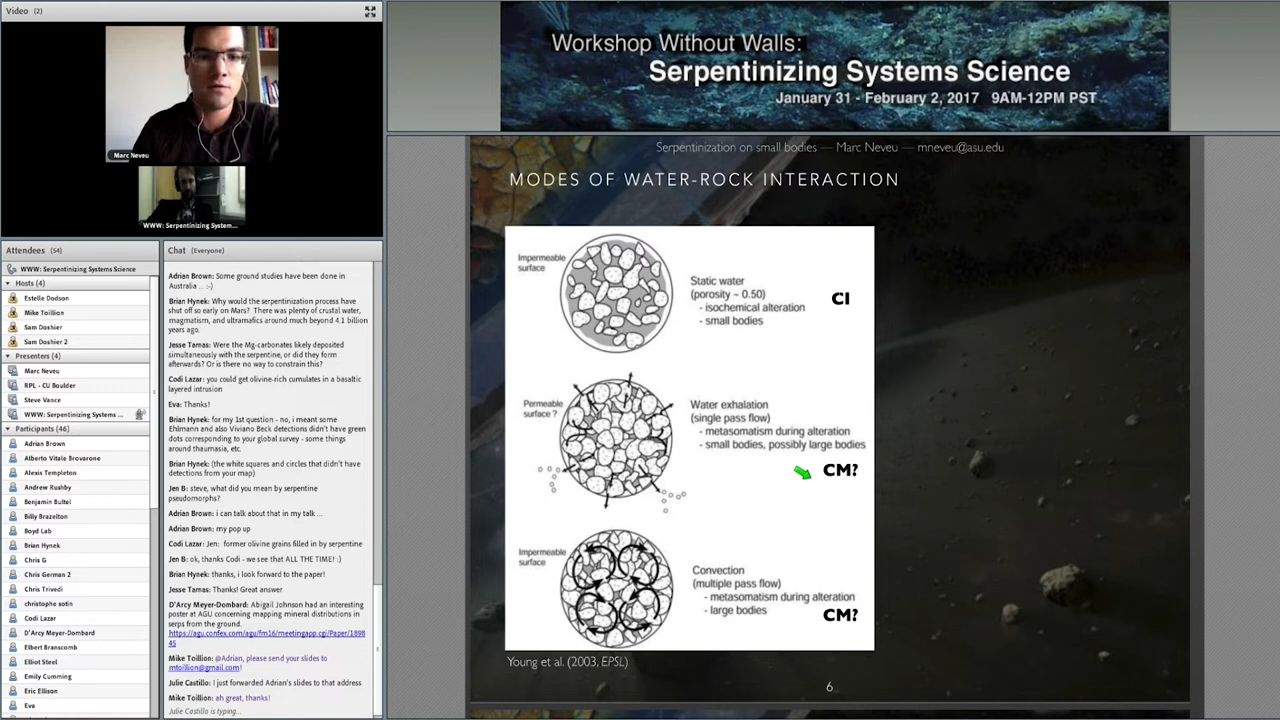 Video (2)
Marc Neveu
WWW: Serpentinizing System...
Attendees (54)
WWW: Serpentinizing Systems Science
Hosts (4)
Estelle Dodson
Mike Toillion
Sam Doshier
Sam Doshier 2
Presenters (4)
Marc Neveu
RPL - CU Boulder
Steve Vance
WWW: Serpentinizing Systems ...
Participants (46)
Adrian Brown
Alberto Vitale Brovarone
Alexis Templeton
Andrew Rushby
Benjamin Bultel
Billy Brazelton
Boyd Lab
Brian Hynek
Chris G
Chris German 2
Chris Trivedi
christophe sotin
Codi Lazar
D'Arcy Meyer-Dombard
Elbert Branscomb
Elliot Steel
Emily Cumming
Eric Ellison
Eva
Chat (Everyone)
Adrian Brown: Some ground studies have been done in
Australia .. :-)
Brian Hynek: Why would the serpentinization process have
shut off so early on Mars? There was plenty of crustal water,
magmatism, and ultramafics around much beyond 4.1 billion
years ago.
Jesse Tarnas: Were the Mg-carbonates likely deposited
simultaneously with the serpentine, or did they form
afterwards? Or is there no way to constrain this?
Codi Lazar: you could get olivine-rich cumulates in a basaltic
layered intrusion
Eva: Thanks!
Brian Hynek: for my 1st question - no, i meant some
Ehlmann and also Viviano Beck detections didn't have green
dots corresponding to your global survey - some things
around thaumasia, etc.
Brian Hynek: (the white squares and circles that didn't have
detections from your map)
Jen B: steve, what did you mean by serpentine
pseudomorphs?
Adrian Brown: i can talk about that in my talk ...
Adrian Brown: my pop up
Codi Lazar: Jen: former olivine grains filled in by serpentine
Jen B: ok, thanks Codi - we see that ALL THE TIME! :)
Brian Hynek: thanks, i look forward to the paper!
Jesse Tarnas: Thanks! Great answer
D'Arcy Meyer-Dombard: Abigail Johnson had an interesting
poster at AGU concerning mapping mineral distributions in
serps from the ground.
https://agu.confex.com/agu/fm16/meetingapp.cgi/Paper/1898
45
Mike Toillion: @Adrian, please send your slides to
mtoillion@gmail.com!
Julie Castillo: I just forwarded Adrian's slides to that address
Mike Toillion: ah great, thanks!
Julie Castillo is typing...
Workshop Without Walls:
Serpentinizing Systems Science
January 31 - February 2, 2017 9AM-12PM PST
Serpentinization on small bodies — Marc Neveu — mneveu@asu.edu
MODES OF WATER-ROCK INTERACTION
Impermeable
surface
Static water
(porosity ~ 0.50)
- isochemical alteration
- small bodies
CI
Permeable
surface ?
Water exhalation
(single pass flow)
- metasomatism during alteration
- small bodies, possibly large bodies
CM?
Impermeable
surface
Convection
(multiple pass flow)
- metasomatism during alteration
- large bodies
CM?
Young et al. (2003, EPSL)
6